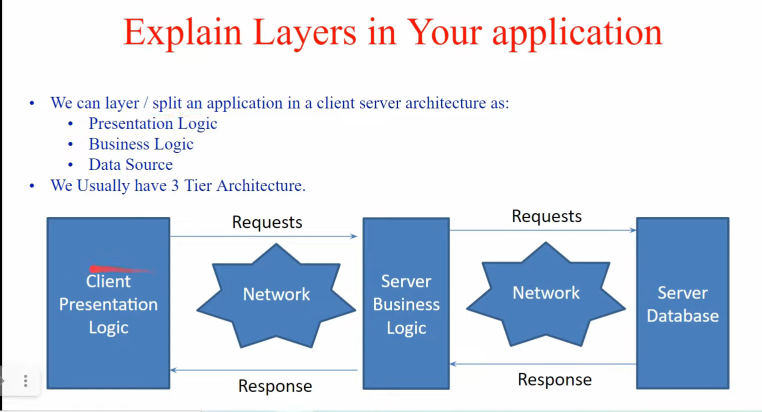 Explain Layers in Your application
• We can layer / split an application in a client server architecture as:
• Presentation Logic
• Business Logic
• Data Source
• We Usually have 3 Tier Architecture.
Requests
Requests
Client
Presentation
Logic
Network
Server
Business
Logic
Network
Server
Database
Response
Response